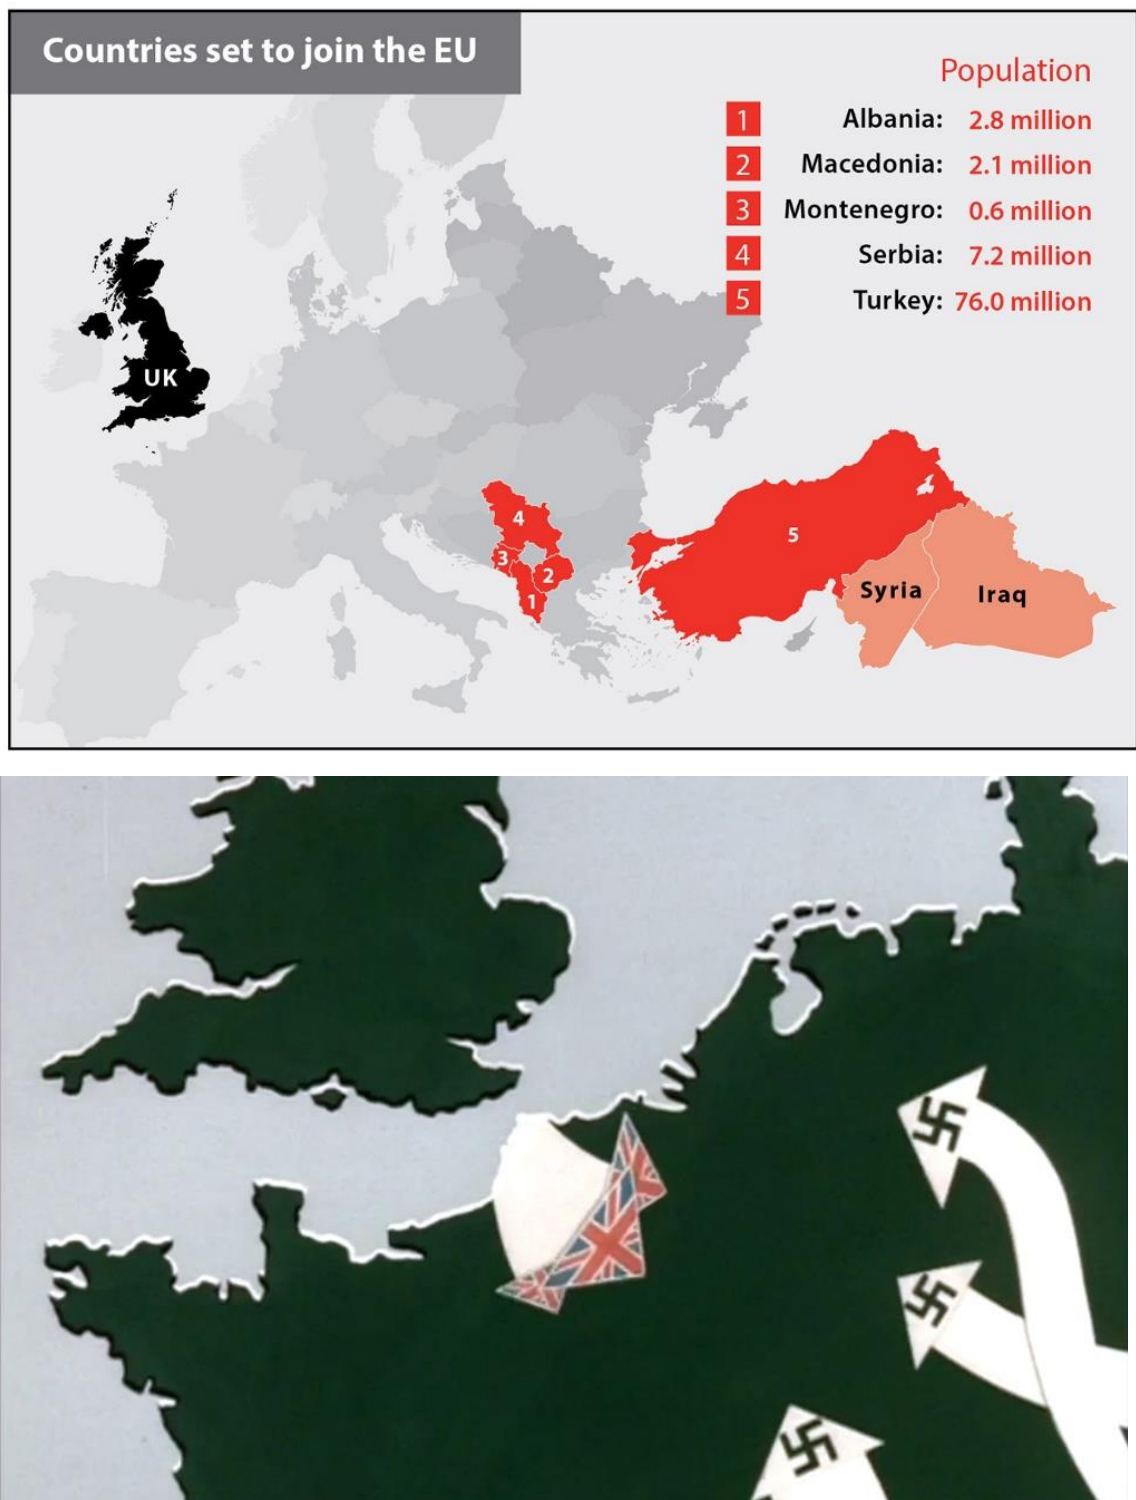 Countries set to join the EU
Population
1 Albania: 2.8 million
2 Macedonia: 2.1 million
3 Montenegro: 0.6 million
4 Serbia: 7.2 million
5 Turkey: 76.0 million
UK
4
3
2
1
5
Syria
Iraq